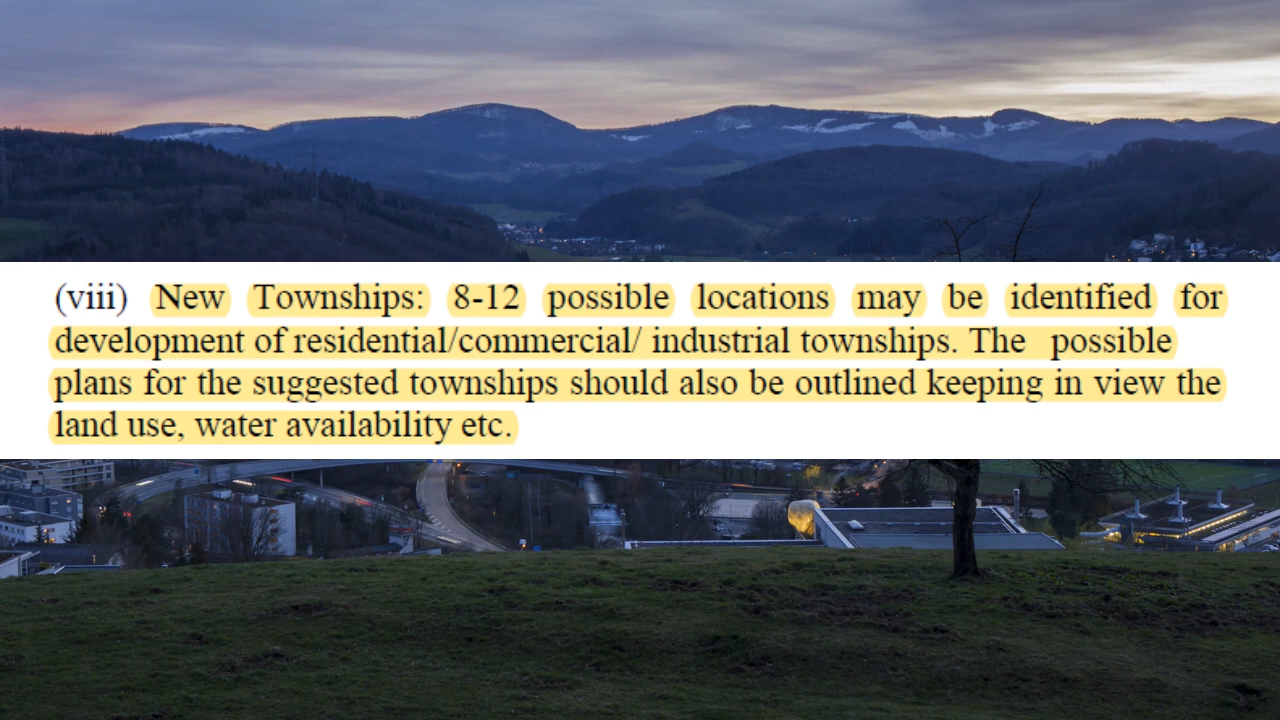 (viii) New Townships: 8-12 possible locations may be identified for
development of residential/commercial/ industrial townships. The possible
plans for the suggested townships should also be outlined keeping in view the
land use, water availability etc.